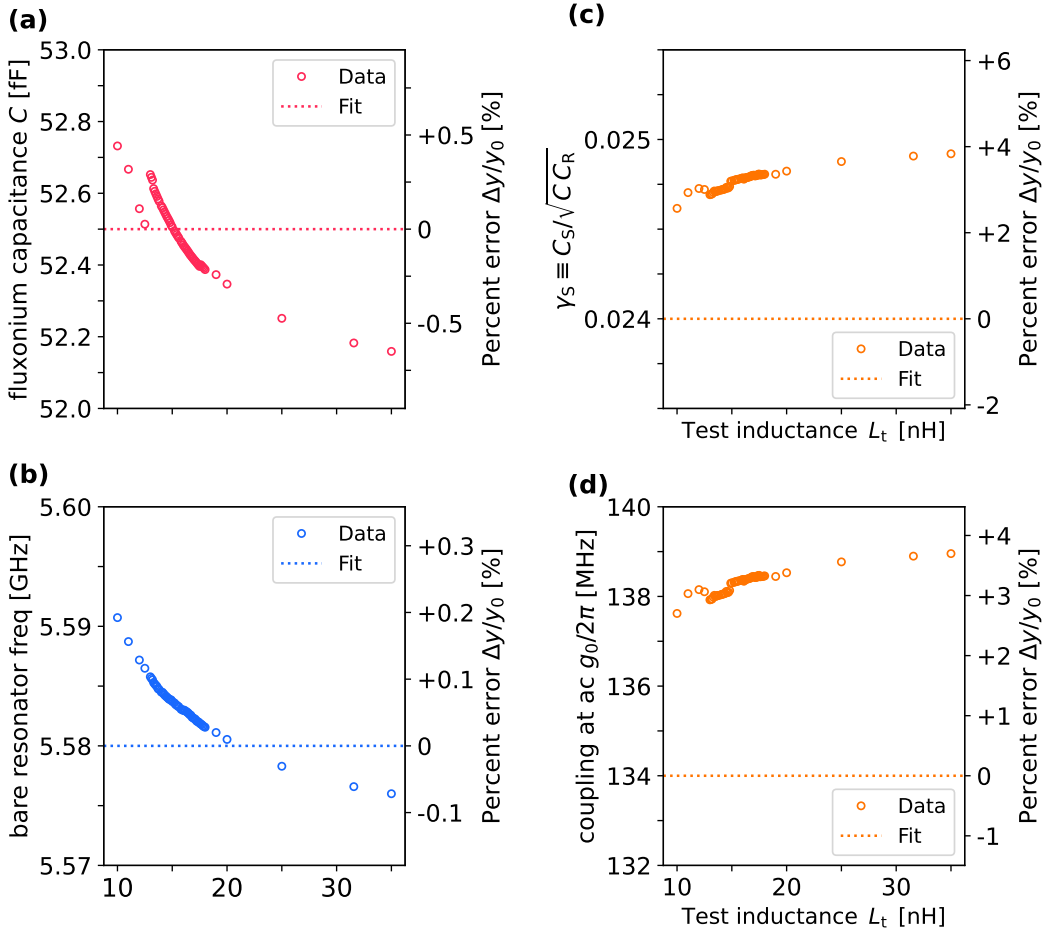 (a)
53.0
52.8
52.6
52.4
52.2
52.0
fluxonium capacitance C [fF]
Data
Fit
+0.5
0
-0.5
Percent error Δy/y₀ [%]
(c)
0.025
0.024
γ_S ≡ C_S/√(C C_R)
Data
Fit
+6
+4
+2
0
-2
Percent error Δy/y₀ [%]
Test inductance L_t [nH]
(b)
5.60
5.59
5.58
5.57
bare resonator freq [GHz]
Data
Fit
+0.3
+0.2
+0.1
0
-0.1
Percent error Δy/y₀ [%]
10 20 30
(d)
140
138
136
134
132
coupling at ac g₀/2π [MHz]
Data
Fit
+4
+3
+2
+1
0
-1
Percent error Δy/y₀ [%]
10 20 30
Test inductance L_t [nH]